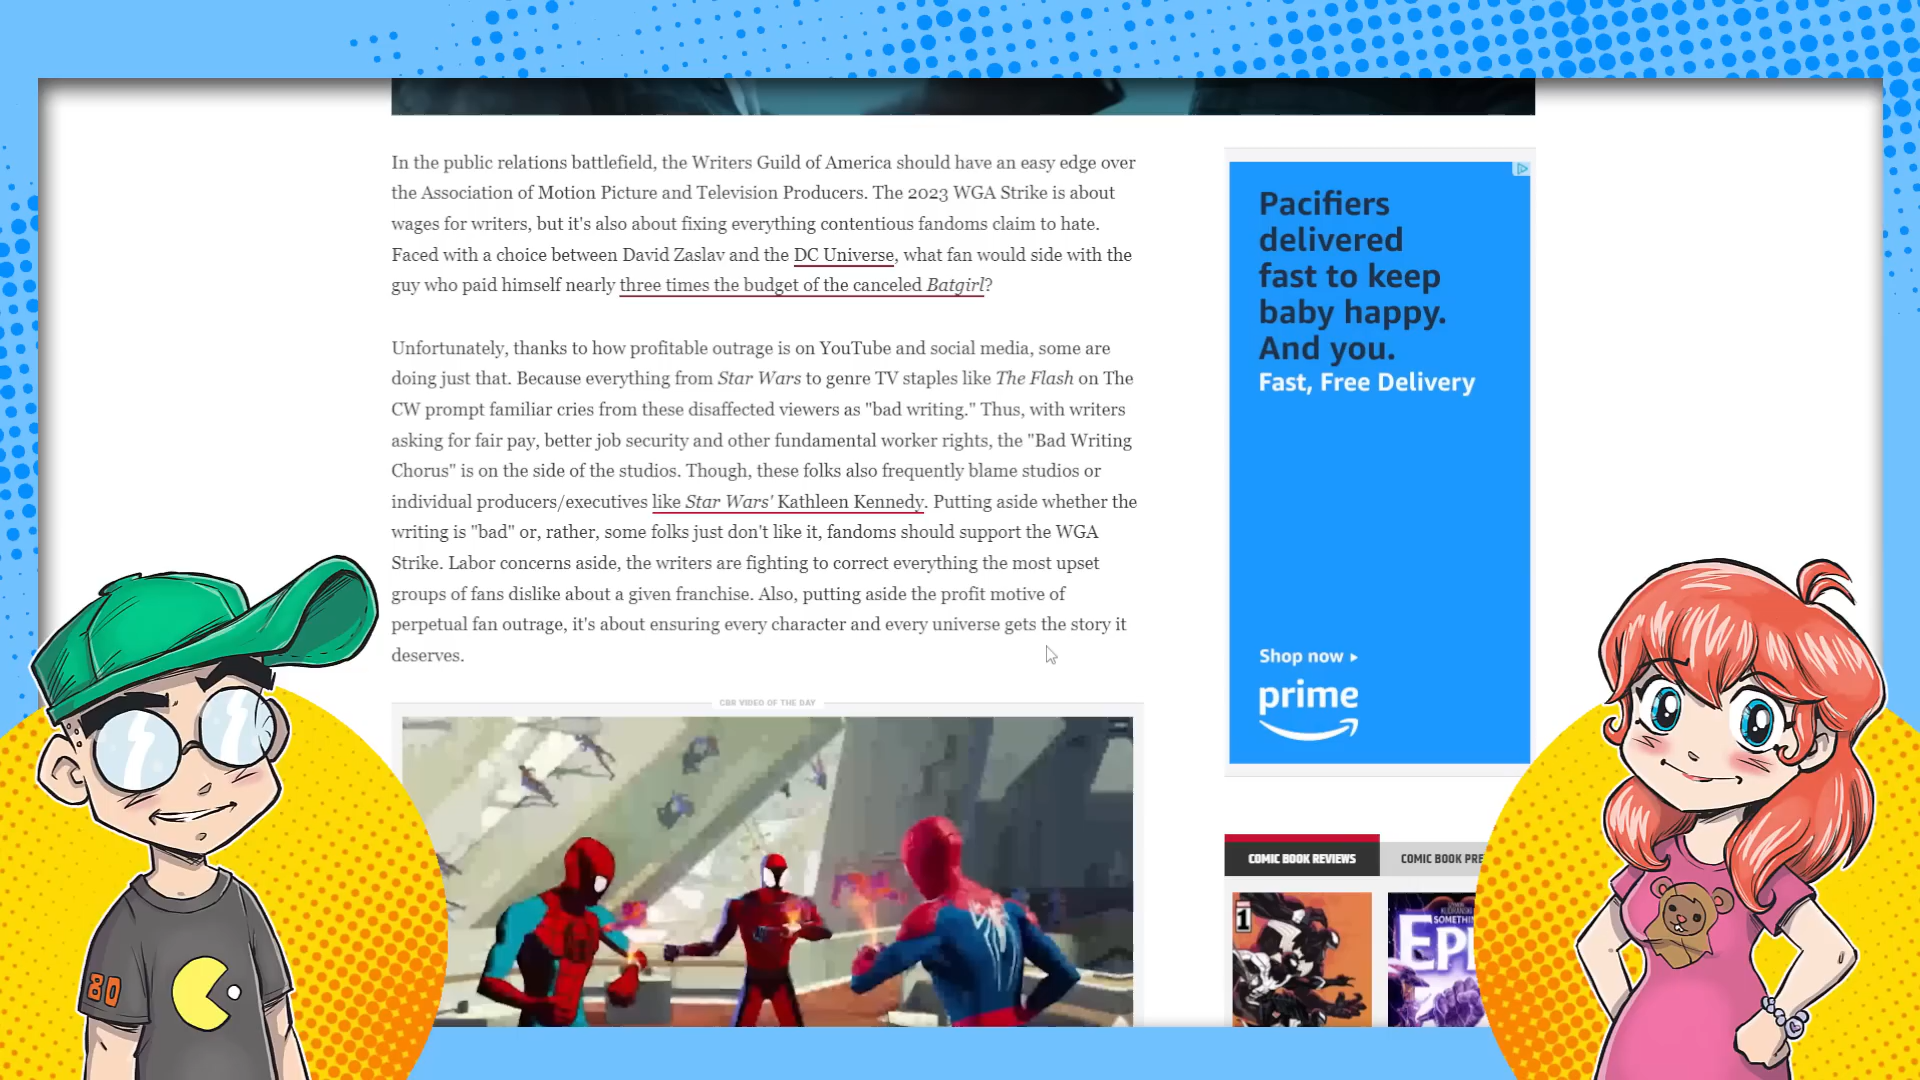 In the public relations battlefield, the Writers Guild of America should have an easy edge over
the Association of Motion Picture and Television Producers. The 2023 WGA Strike is about
wages for writers, but it's also about fixing everything contentious fandoms claim to hate.
Faced with a choice between David Zaslav and the DC Universe, what fan would side with the
guy who paid himself nearly three times the budget of the canceled Batgirl?
Unfortunately, thanks to how profitable outrage is on YouTube and social media, some are
doing just that. Because everything from Star Wars to genre TV staples like The Flash on The
CW prompt familiar cries from these disaffected viewers as "bad writing." Thus, with writers
asking for fair pay, better job security and other fundamental worker rights, the "Bad Writing
Chorus" is on the side of the studios. Though, these folks also frequently blame studios or
individual producers/executives like Star Wars' Kathleen Kennedy. Putting aside whether the
writing is "bad" or, rather, some folks just don't like it, fandoms should support the WGA
Strike. Labor concerns aside, the writers are fighting to correct everything the most upset
groups of fans dislike about a given franchise. Also, putting aside the profit motive of
perpetual fan outrage, it's about ensuring every character and every universe gets the story it
deserves.
CBR VIDEO OF THE DAY
Pacifiers
delivered
fast to keep
baby happy.
And you.
Fast, Free Delivery
Shop now
prime
COMIC BOOK REVIEWS
COMIC BOOK PRE
1
SOMETHI
EPI
80